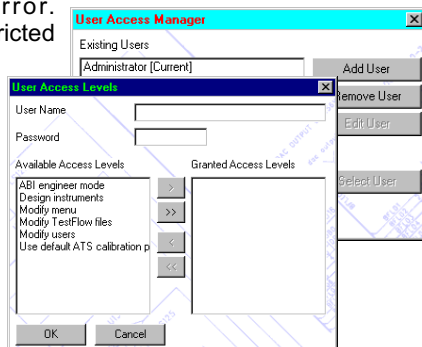 rror.
ricted
User Access Manager
Existing Users
Administrator [Current]
Add User
Remove User
Edit User
Select User
User Access Levels
User Name
Password
Available Access Levels
Granted Access Levels
ABI engineer mode
Design instruments
Modify menu
Modify TestFlow files
Modify users
Use default ATS calibration p
>
>>
<
<<
OK
Cancel